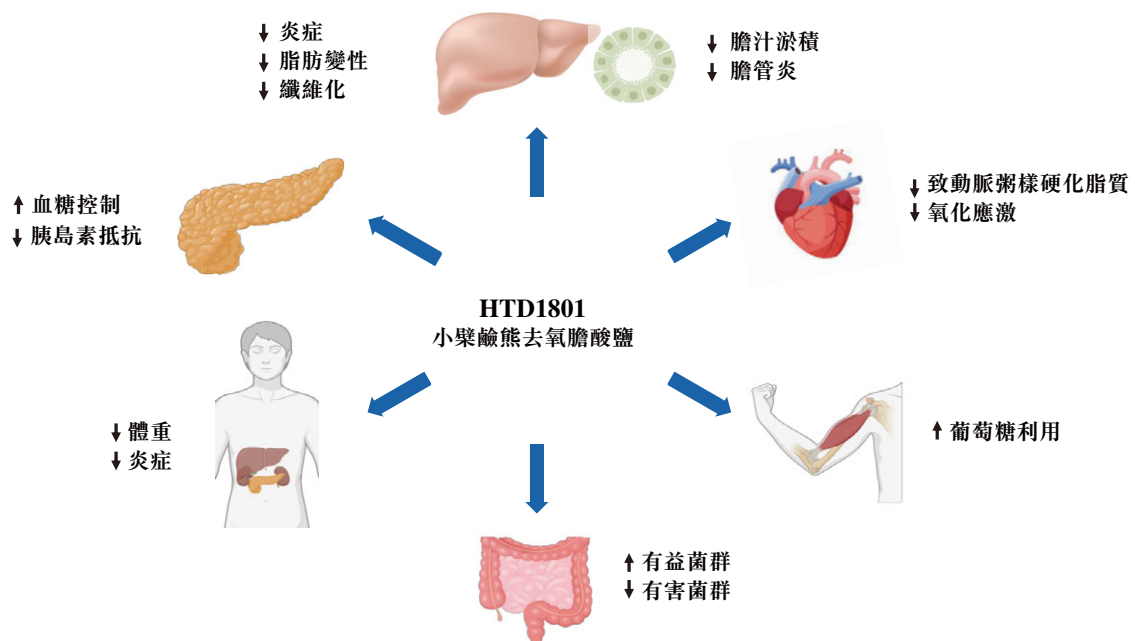 ↓ 炎症
↓ 脂肪變性
↓ 纖維化
↓ 膽汁淤積
↓ 膽管炎
↑ 血糖控制
↓ 胰島素抵抗
↓ 致動脈粥樣硬化脂質
↓ 氧化應激
HTD1801
小檗鹼熊去氧膽酸鹽
↓ 體重
↓ 炎症
↑ 葡萄糖利用
↑ 有益菌群
↓ 有害菌群